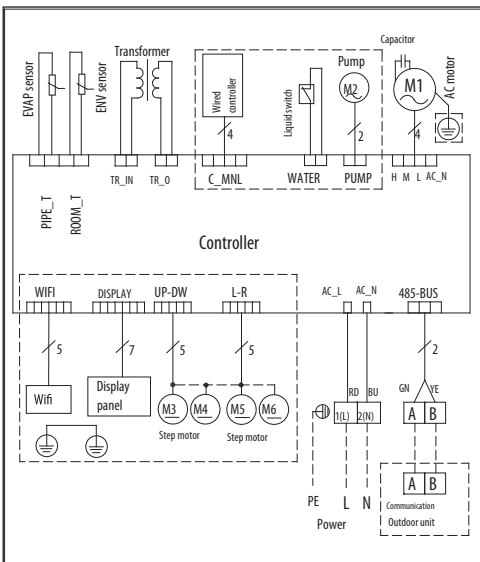 EVAP sensor
ENV sensor
Transformer
Wired
controller
Liquid switch
Pump
M2
Capacitor
M1
AC motor
4
2
4
PIPE_T
ROOM_T
TR_IN
TR_O
C_MNL
WATER
PUMP
H M L AC_N
Controller
WIFI
DISPLAY
UP-DW
L-R
AC_L
AC_N
485-BUS
5
7
5
5
2
RD
BU
GN
YE
Wifi
Display
panel
M3
M4
M5
M6
Step motor
Step motor
1(L)
2(N)
A B
PE
L
N
Power
A B
Communication
Outdoor unit